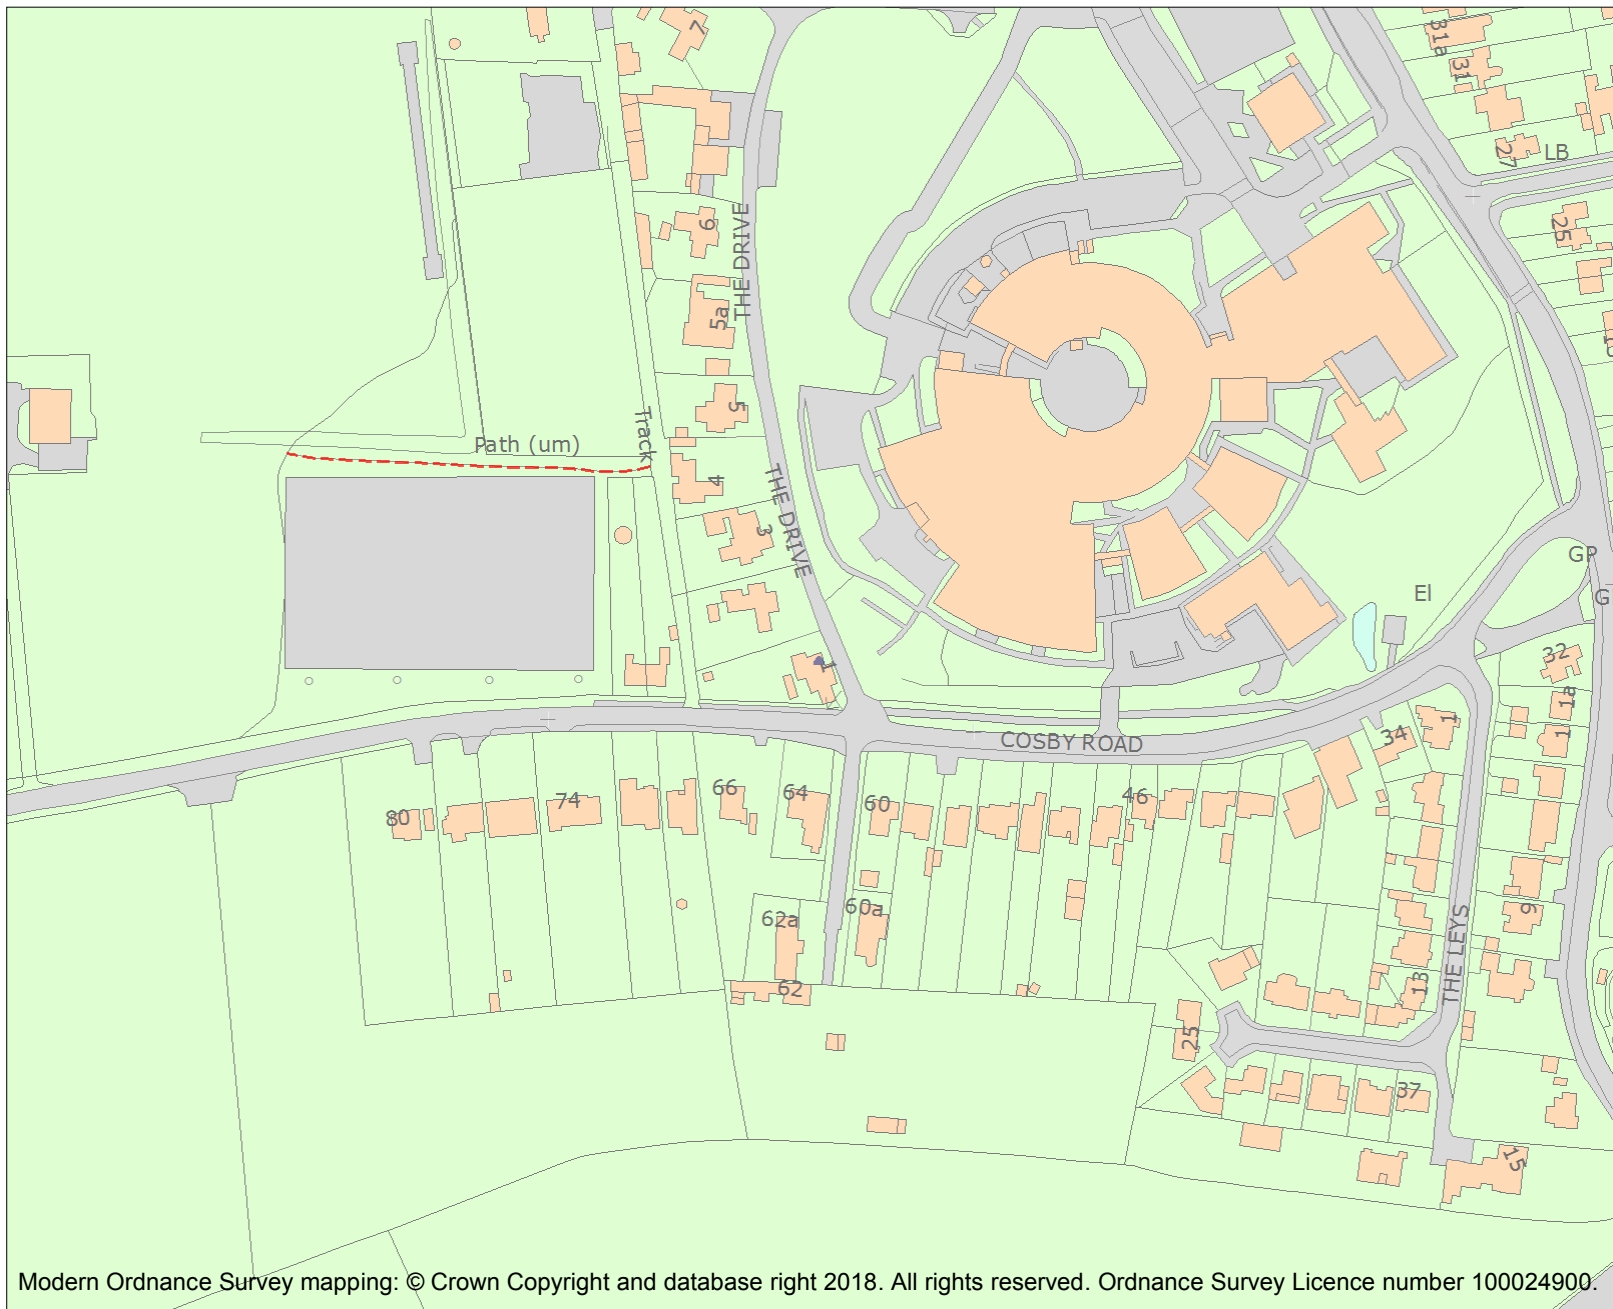 7
31a
31
27
LB
25
6
THE DRIVE
5a
5
Track
Path (um)
4
3
THE DRIVE
GP
El
G
1
32
1a
1
1
34
COSBY ROAD
80
74
66
64
60
46
62a
60a
62
9
13
THE LEYS
25
37
15
Modern Ordnance Survey mapping: © Crown Copyright and database right 2018. All rights reserved. Ordnance Survey Licence number 100024900.